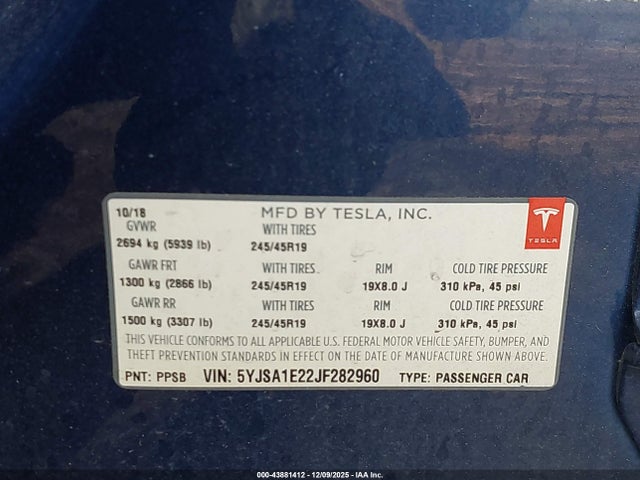 10/18 MFD BY TESLA, INC.
GVWR WITH TIRES
2694 kg (5939 lb) 245/45R19
TESLA
GAWR FRT WITH TIRES RIM COLD TIRE PRESSURE
1300 kg (2866 lb) 245/45R19 19X8.0 J 310 kPa, 45 psi
GAWR RR WITH TIRES RIM COLD TIRE PRESSURE
1500 kg (3307 lb) 245/45R19 19X8.0 J 310 kPa, 45 psi
THIS VEHICLE CONFORMS TO ALL APPLICABLE U.S. FEDERAL MOTOR VEHICLE SAFETY, BUMPER, AND
THEFT PREVENTION STANDARDS IN EFFECT ON THE DATE OF MANUFACTURE SHOWN ABOVE.
PNT: PPSB VIN: 5YJSA1E22JF282960 TYPE: PASSENGER CAR
000-43881412 - 12/09/2025 - IAA Inc.